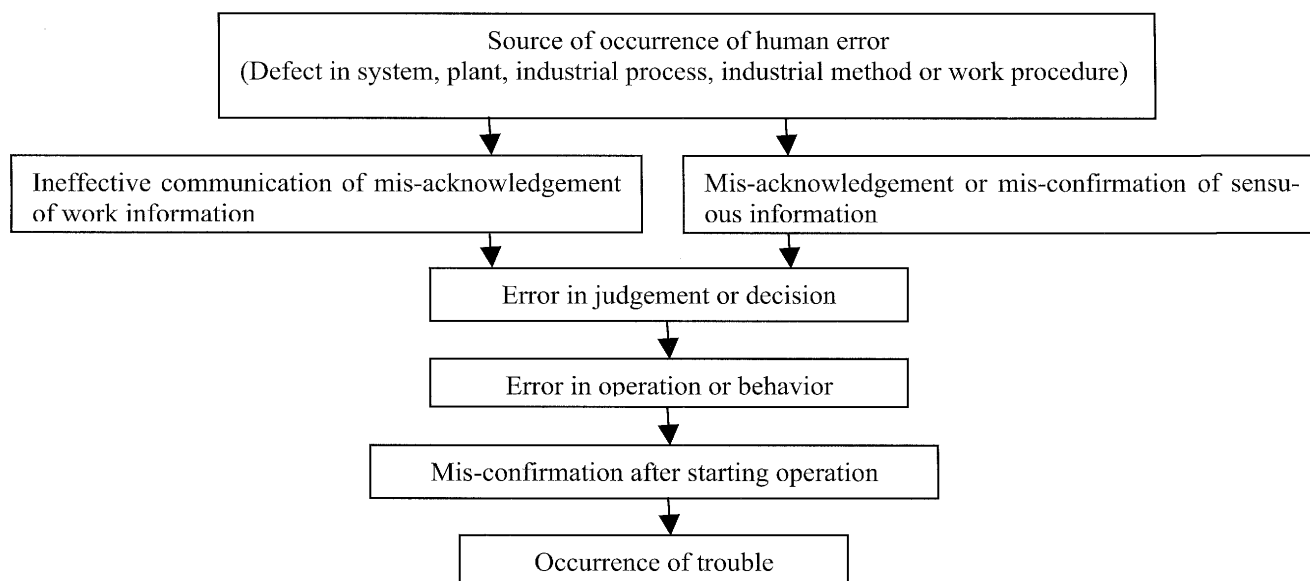 Source of occurrence of human error
(Defect in system, plant, industrial process, industrial method or work procedure)
Ineffective communication of mis-acknowledgement
of work information
Mis-acknowledgement or mis-confirmation of sensu-
ous information
Error in judgement or decision
Error in operation or behavior
Mis-confirmation after starting operation
Occurrence of trouble